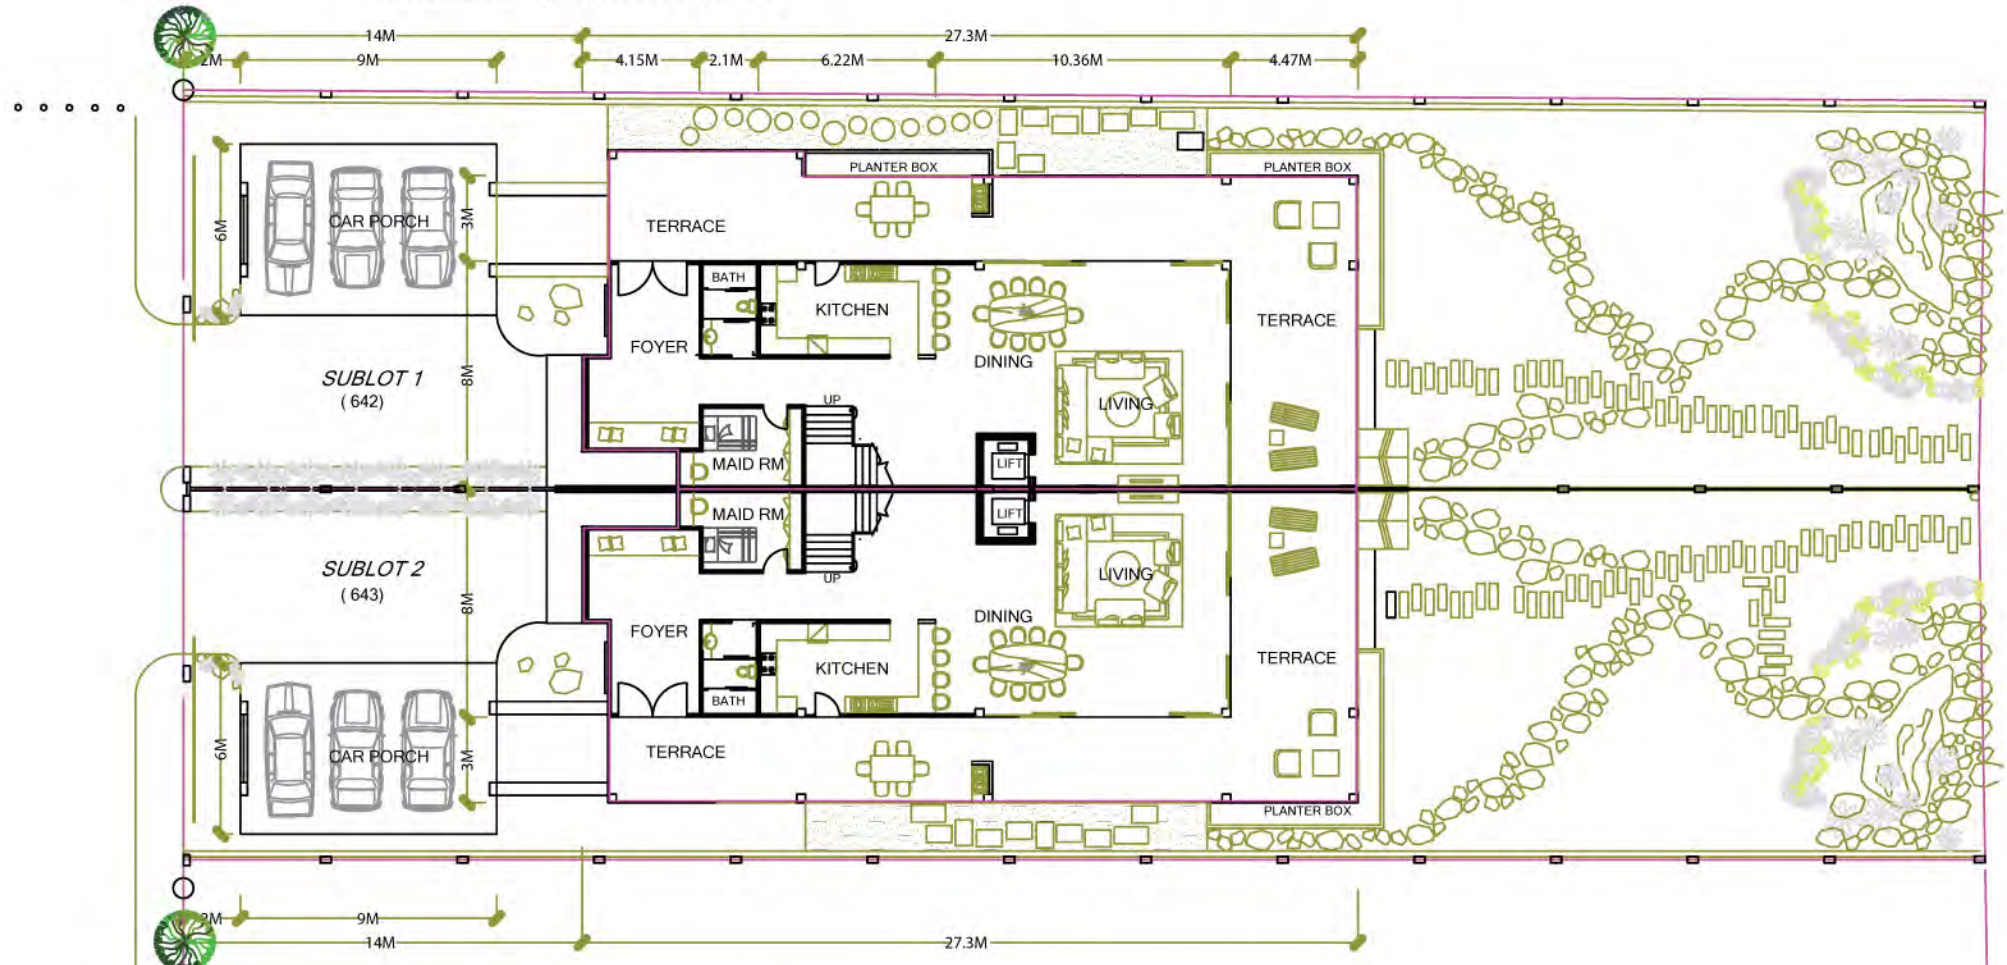 14M
27.3M
2M
9M
4.15M
2.1M
6.22M
10.36M
4.47M
PLANTER BOX
PLANTER BOX
6M
CAR PORCH
3M
TERRACE
BATH
KITCHEN
TERRACE
FOYER
DINING
SUBLOT 1
( 642)
8M
UP
LIVING
MAID RM
LIFT
MAID RM
LIFT
SUBLOT 2
( 643)
8M
UP
LIVING
FOYER
DINING
KITCHEN
TERRACE
BATH
6M
CAR PORCH
3M
TERRACE
PLANTER BOX
2M
9M
14M
27.3M